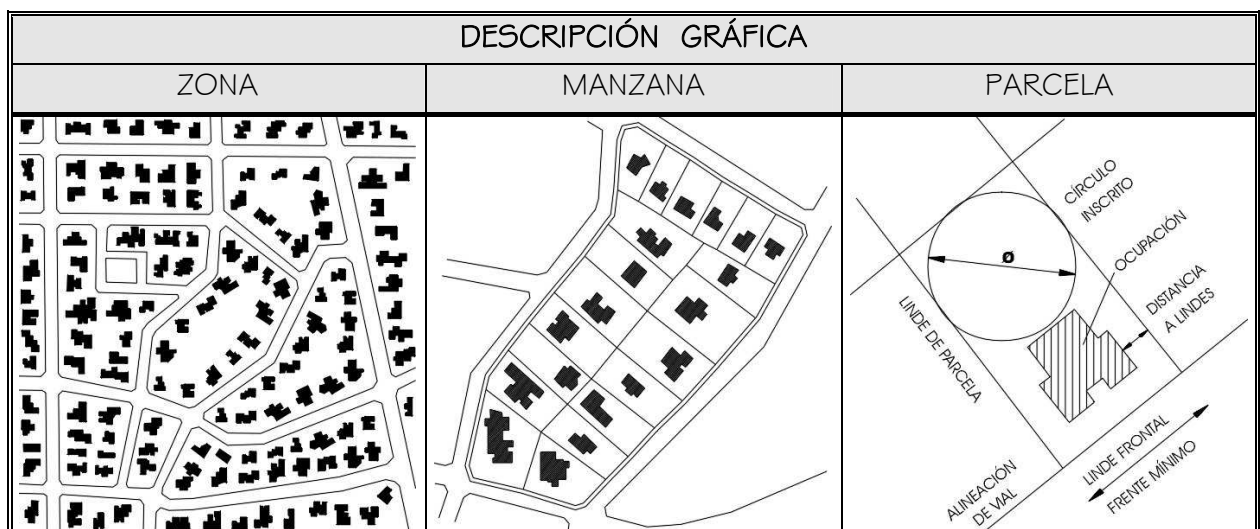 DESCRIPCIÓN GRÁFICA
ZONA
MANZANA
PARCELA
CÍRCULO
INSCRITO
ø
OCUPACIÓN
DISTANCIA
A LINDES
LINDE DE PARCELA
LINDE FRONTAL
FRENTE MÍNIMO
ALINEACIÓN
DE VIAL